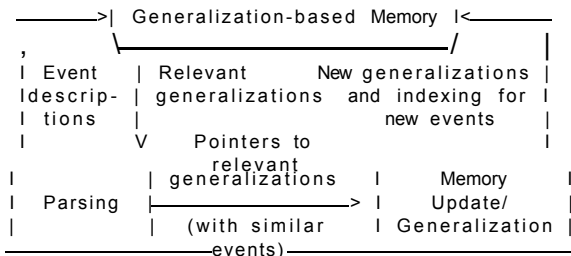 Generalization-based Memory
Event Relevant New generalizations
descrip- generalizations and indexing for
tions new events
Pointers to
relevant
generalizations Memory
Parsing Update/
(with similar Generalization
events)